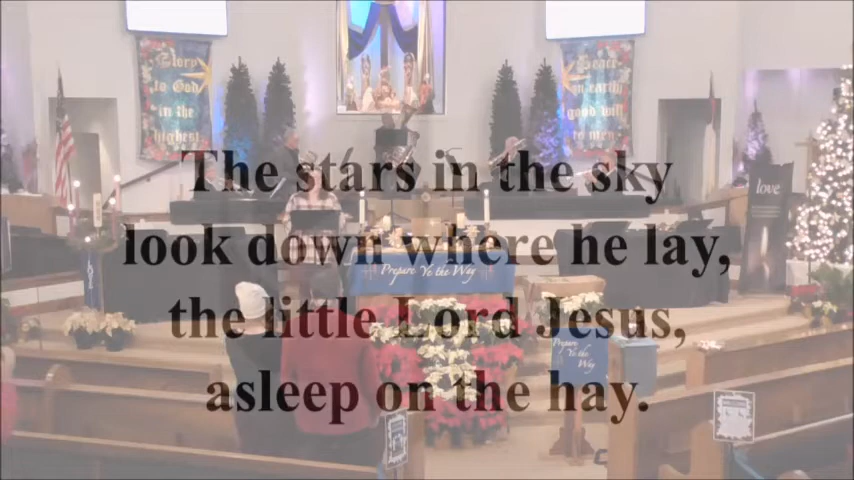 Glory
to God
in the
highest
Peace
on earth
good will
to men
The stars in the sky
love
look down where he lay,
Prepare Ye the Way
the little Lord Jesus,
Prepare
Ye the
Way
asleep on the hay.